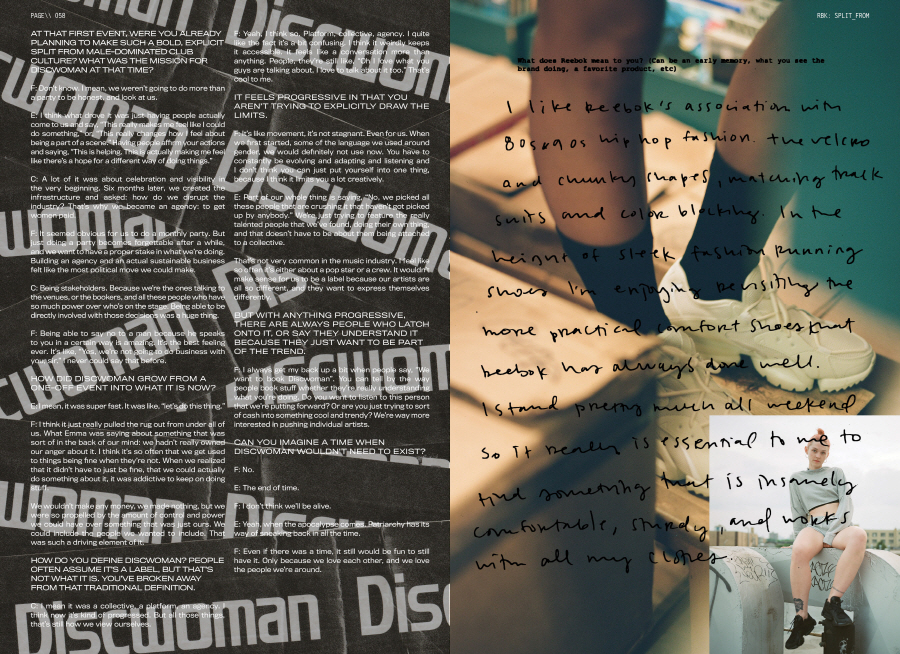 PAGE\\ 058
AT THAT FIRST EVENT, WERE YOU ALREADY
PLANNING TO MAKE SUCH A BOLD, EXPLICIT
SPLIT FROM MALE-DOMINATED CLUB
CULTURE? WHAT WAS THE MISSION FOR
DISCWOMAN AT THAT TIME?
F: Don't know. I mean, we weren't going to do more than
a party to be honest, and look at us.
E: I think what drove it was just having people actually
come to us and say, "This really makes me feel like I could
do something", or, "This really changes how I feel about
being a part of a scene." Having people affirm your actions
and saying, "This is helping. This is actually making me feel
like there's a hope for a different way of doing things."
C: A lot of it was about celebration and visibility in
the very beginning. Six months later, we created the
infrastructure and asked: how do we disrupt the
industry? That's why we became an agency: to get
women paid.
F: It seemed obvious for us to do a monthly party. But
just doing a party becomes forgettable after a while,
and we want to have a proper stake in what we're doing.
Building an agency and an actual sustainable business
felt like the most political move we could make.
C: Being stakeholders. Because we're the ones talking to
the venues, or the bookers, and all these people who have
so much power over who's on the stage. Being able to be
directly involved with those decisions was a huge thing.
F: Being able to say no to a man because he speaks
to you in a certain way is amazing. It's the best feeling
ever. It's like, "Yes, we're not going to do business with
you, sir." I never could say that before.
HOW DID DISCWOMAN GROW FROM A
ONE-OFF EVENT INTO WHAT IT IS NOW?
E: I mean, it was super fast. It was like, "let's do this thing."
F: I think it just really pulled the rug out from under all of
us. What Emma was saying about something that was
sort of in the back of our mind: we hadn't really owned
our anger about it. I think it's so often that we get used
to things being fine when they're not. When we realized
that it didn't have to just be fine, that we could actually
do something about it, it was addictive to keep on doing
stuff.
We wouldn't make any money, we made nothing, but we
were so propelled by the amount of control and power
we could have over something that was just ours. We
could include the people we wanted to include. That
was such a driving element of it.
HOW DO YOU DEFINE DISCWOMAN? PEOPLE
OFTEN ASSUME IT'S A LABEL, BUT THAT'S
NOT WHAT IT IS. YOU'VE BROKEN AWAY
FROM THAT TRADITIONAL DEFINITION.
C: I mean it was a collective, a platform, an agency. I
think now it's kind of progressed. But all those things,
that's still how we view ourselves.
F: Yeah, I think so. Platform, collective, agency. I quite
like the fact it's a bit confusing. I think it weirdly keeps
it accessible. It feels like a conversation more than
anything. People, they're still, like "Oh I love what you
guys are talking about, I love to talk about it too." That's
cool to me.
IT FEELS PROGRESSIVE IN THAT YOU
AREN'T TRYING TO EXPLICITLY DRAW THE
LIMITS.
F: It's like movement, it's not stagnant. Even for us. When
we first started, some of the language we used around
gender, we would definitely not use now. You have to
constantly be evolving and adapting and listening and
I don't think you can just put yourself into one thing,
because I think it limits you a lot creatively.
E: Part of our whole thing is saying, "No, we picked all
these people that are crushing it that haven't got picked
up by anybody." We're just trying to feature the really
talented people that we've found, doing their own thing,
and that doesn't have to be about them being attached
to a collective.
That's not very common in the music industry. I feel like
so often it's either about a pop star or a crew. It wouldn't
make sense for us to be a label because our artists are
all so different, and they want to express themselves
differently.
BUT WITH ANYTHING PROGRESSIVE,
THERE ARE ALWAYS PEOPLE WHO LATCH
ONTO IT, OR SAY THEY UNDERSTAND IT
BECAUSE THEY JUST WANT TO BE PART
OF THE TREND.
F: I always get my back up a bit when people say, "We
want to book Discwoman". You can tell by the way
people book stuff whether they're really understanding
what you're doing. Do you want to listen to this person
that we're putting forward? Or are you just trying to sort
latch into something cool and trendy? We're way more
interested in pushing individual artists.
CAN YOU IMAGINE A TIME WHEN
DISCWOMAN WOULDN'T NEED TO EXIST?
F: No.
E: The end of time.
F: I don't think we'll be alive.
E: Yeah, when the apocalypse comes. Patriarchy has its
way of sneaking back in all the time.
F: Even if there was a time, it still would be fun to still
have it. Only because we love each other, and we love
the people we're around.
Discwoman
RBK: SPLIT_FROM
What does Reebok mean to you? (Can be an early memory, what you see the
brand doing, a favorite product, etc)
I like Reebok's association with
80s & 90s hip hop fashion. the velcro
and chunky shapes, matching track
suits and color blocking. In the
height of sleek fashion running
shoes I'm enjoying revisiting the
more practical comfort shoes that
reebok has always done well.
I stand pretty much all weekend
so it really is essential to me to
find something that is insanely
comfortable, sturdy, and works
with all my clothes.